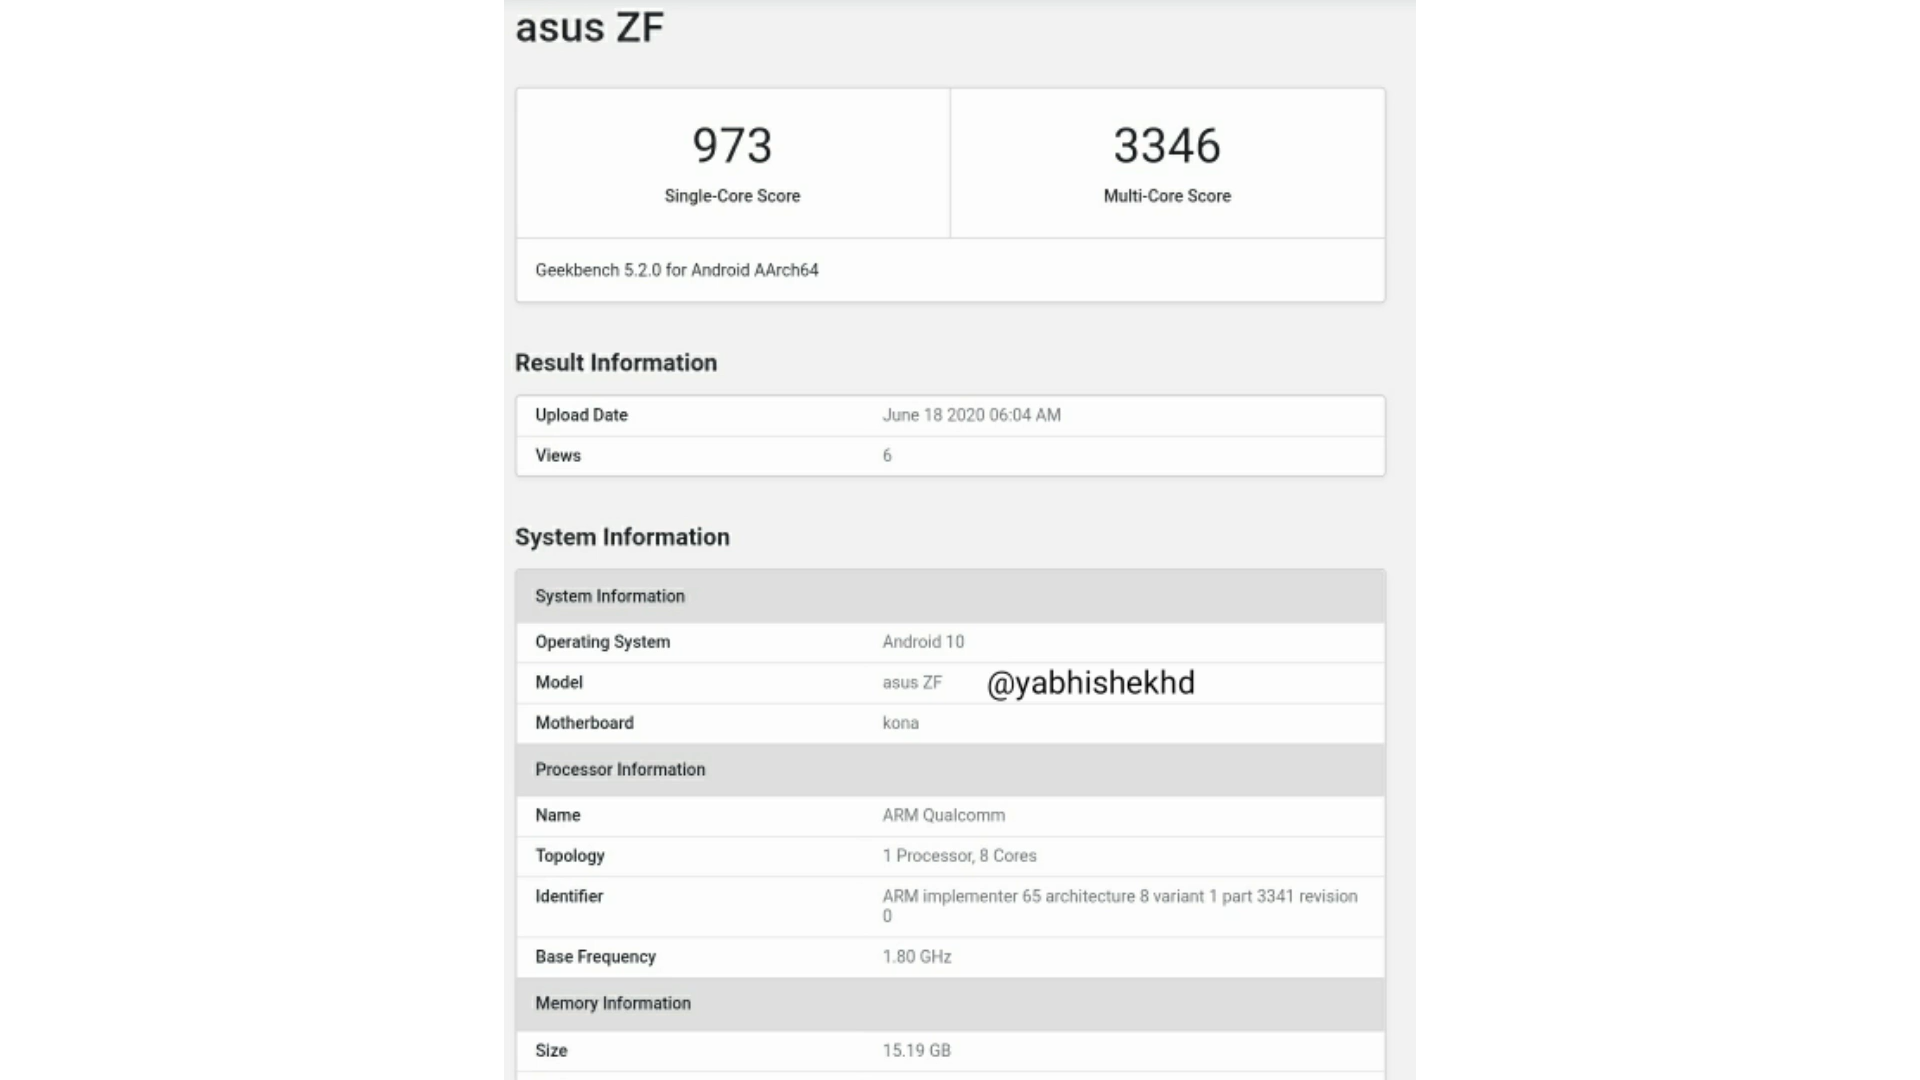 asus ZF
973
Single-Core Score
3346
Multi-Core Score
Geekbench 5.2.0 for Android AArch64
Result Information
Upload Date June 18 2020 06:04 AM
Views 6
System Information
System Information
Operating System Android 10
Model asus ZF @yabhishekhd
Motherboard kona
Processor Information
Name ARM Qualcomm
Topology 1 Processor, 8 Cores
Identifier ARM implementer 65 architecture 8 variant 1 part 3341 revision
0
Base Frequency 1.80 GHz
Memory Information
Size 15.19 GB